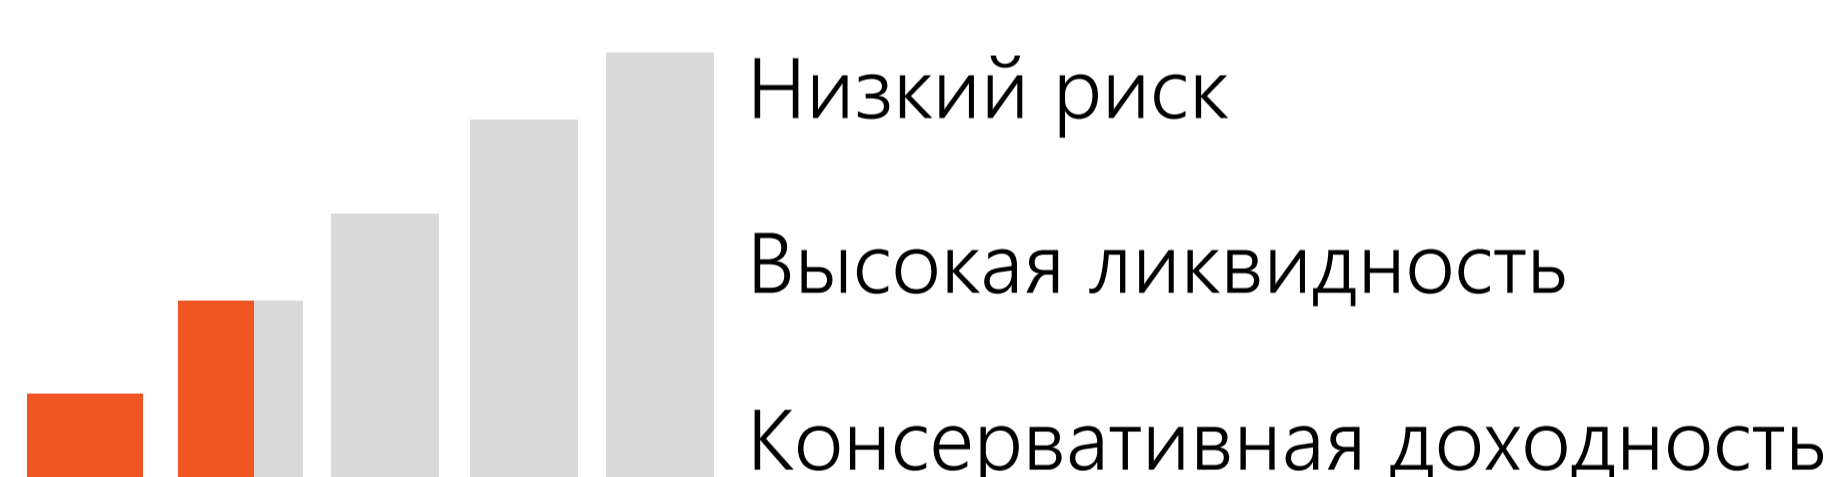 Низкий риск
Высокая ликвидность
Консервативная доходность